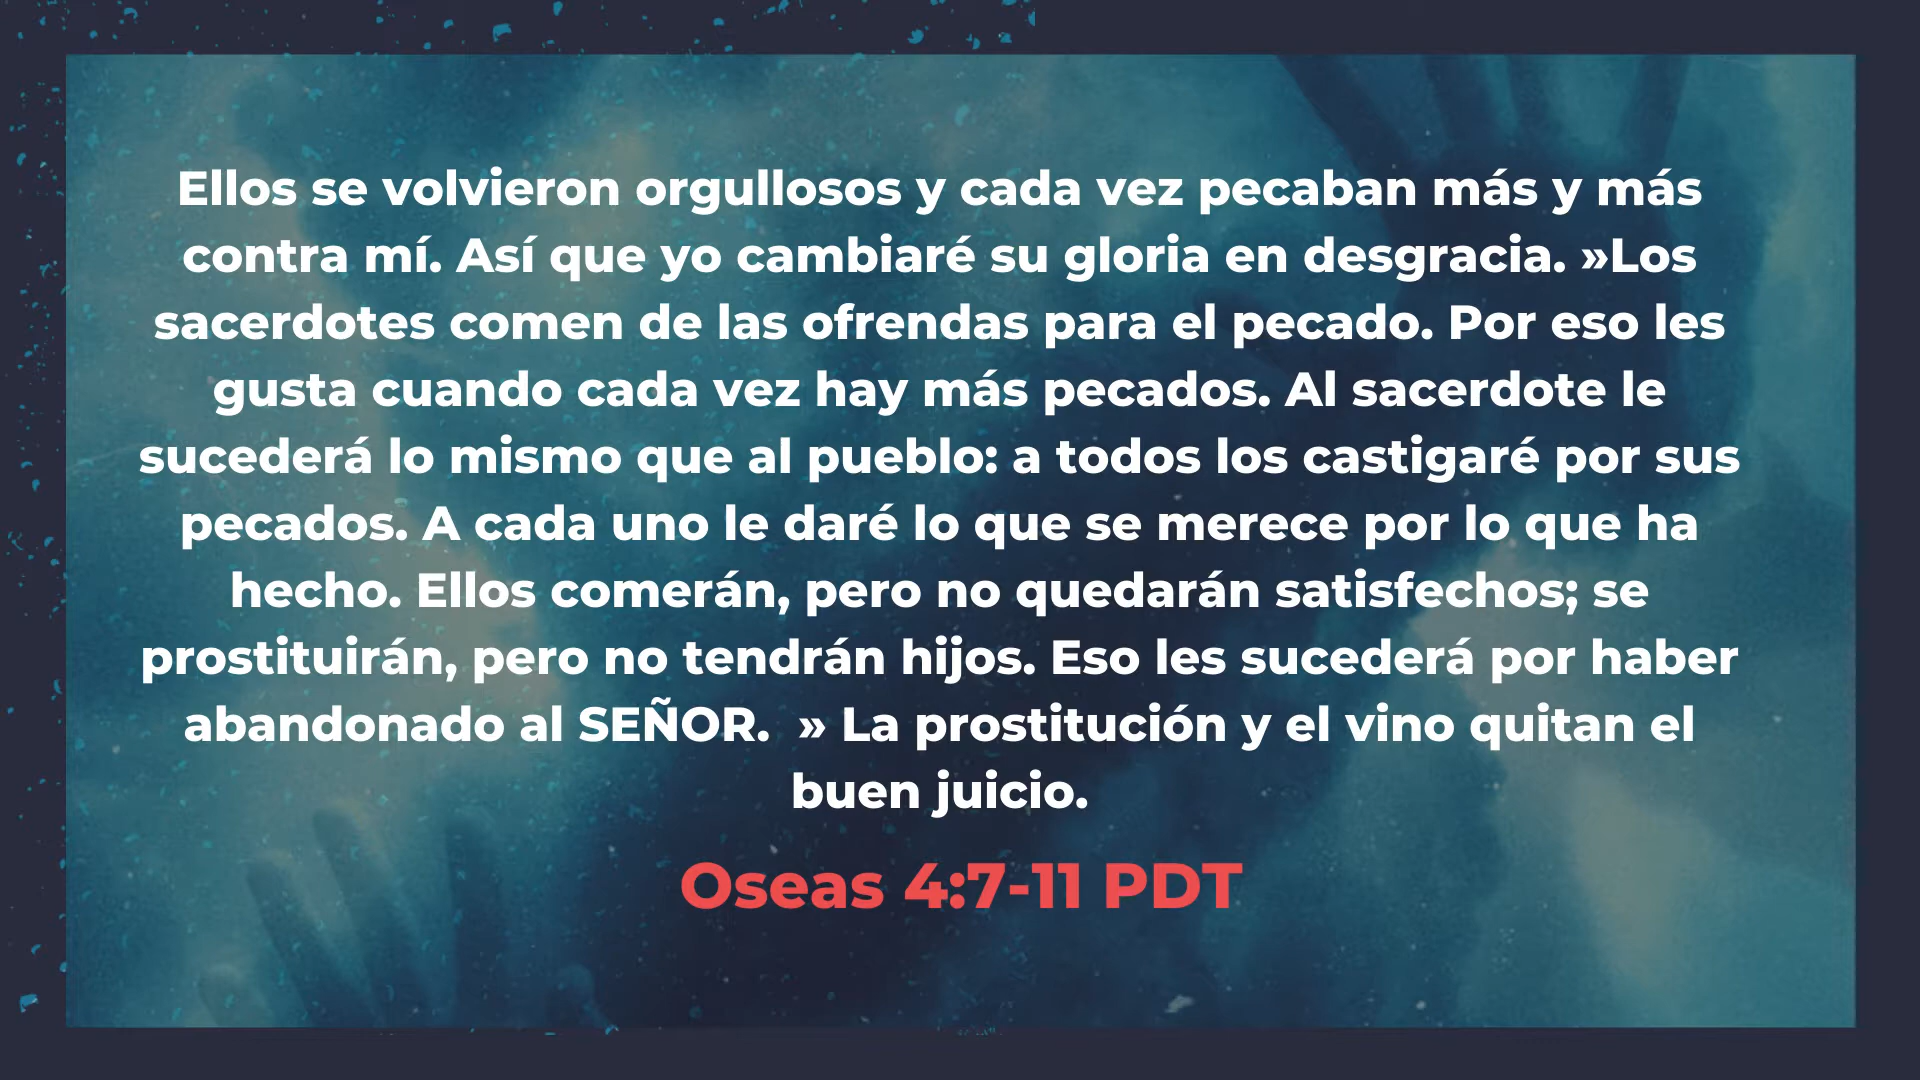 Ellos se volvieron orgullosos y cada vez pecaban más y más
contra mí. Así que yo cambiaré su gloria en desgracia. »Los
sacerdotes comen de las ofrendas para el pecado. Por eso les
gusta cuando cada vez hay más pecados. Al sacerdote le
sucederá lo mismo que al pueblo: a todos los castigaré por sus
pecados. A cada uno le daré lo que se merece por lo que ha
hecho. Ellos comerán, pero no quedarán satisfechos; se
prostituirán, pero no tendrán hijos. Eso les sucederá por haber
abandonado al SEÑOR.  » La prostitución y el vino quitan el
buen juicio.
Oseas 4:7-11 PDT